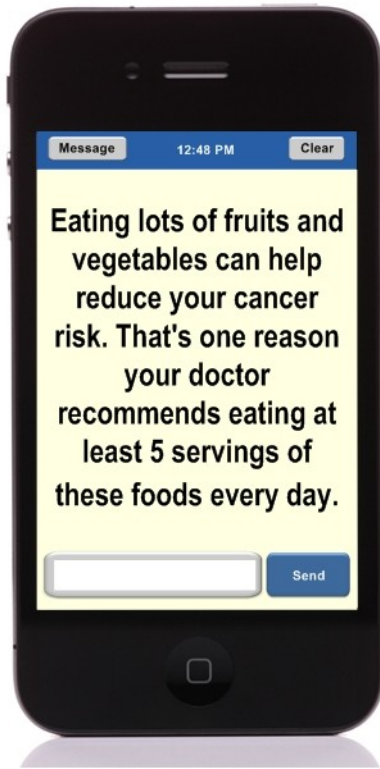 Message 12:48 PM Clear
Eating lots of fruits and
vegetables can help
reduce your cancer
risk. That's one reason
your doctor
recommends eating at
least 5 servings of
these foods every day.
Send